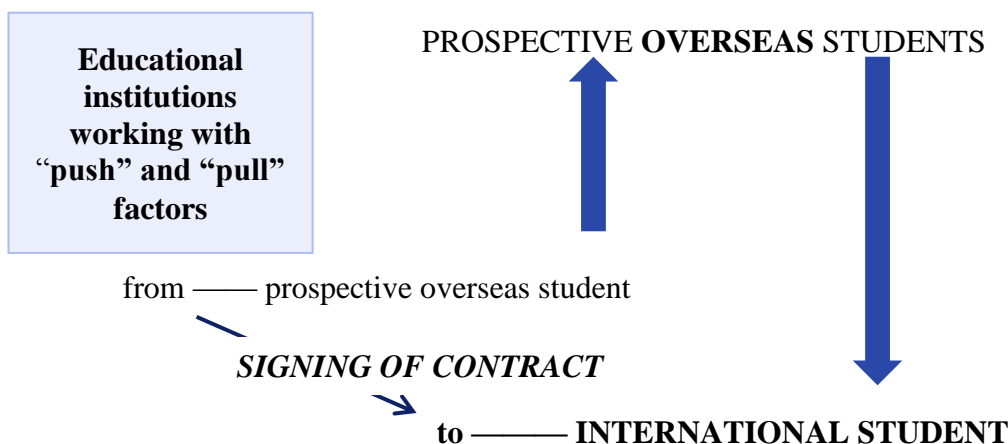 Educational
institutions
working with
“push” and “pull”
factors
PROSPECTIVE OVERSEAS STUDENTS
from —— prospective overseas student
SIGNING OF CONTRACT
to ——— INTERNATIONAL STUDENT